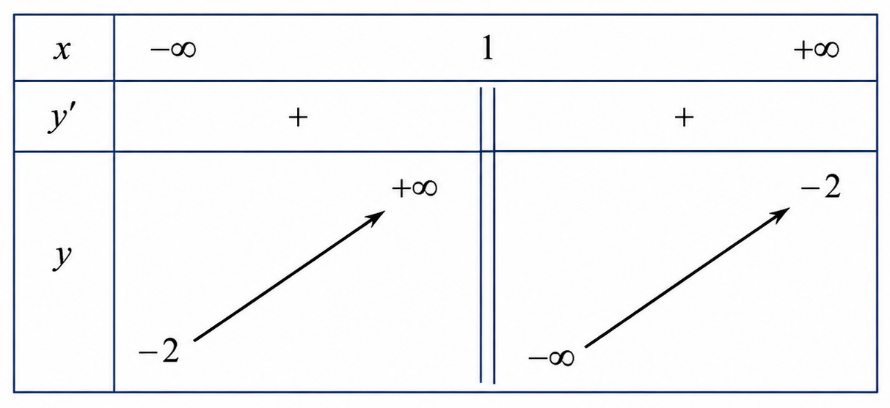 x −∞ 1 +∞
y′ + +
+∞ −2
y
−2 −∞